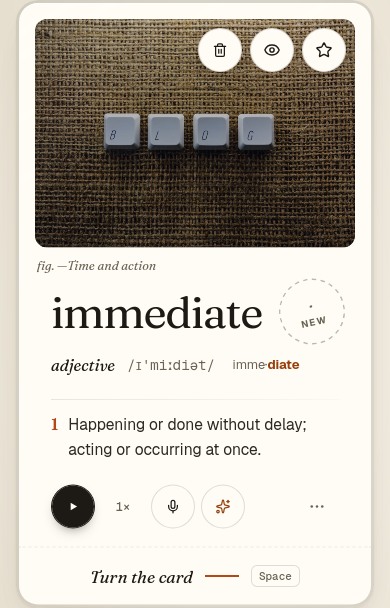 B L O G
fig. —Time and action
immediate
NEW
adjective /ɪˈmiːdiət/ imme·diate
1 Happening or done without delay;
acting or occurring at once.
1×
Turn the card Space